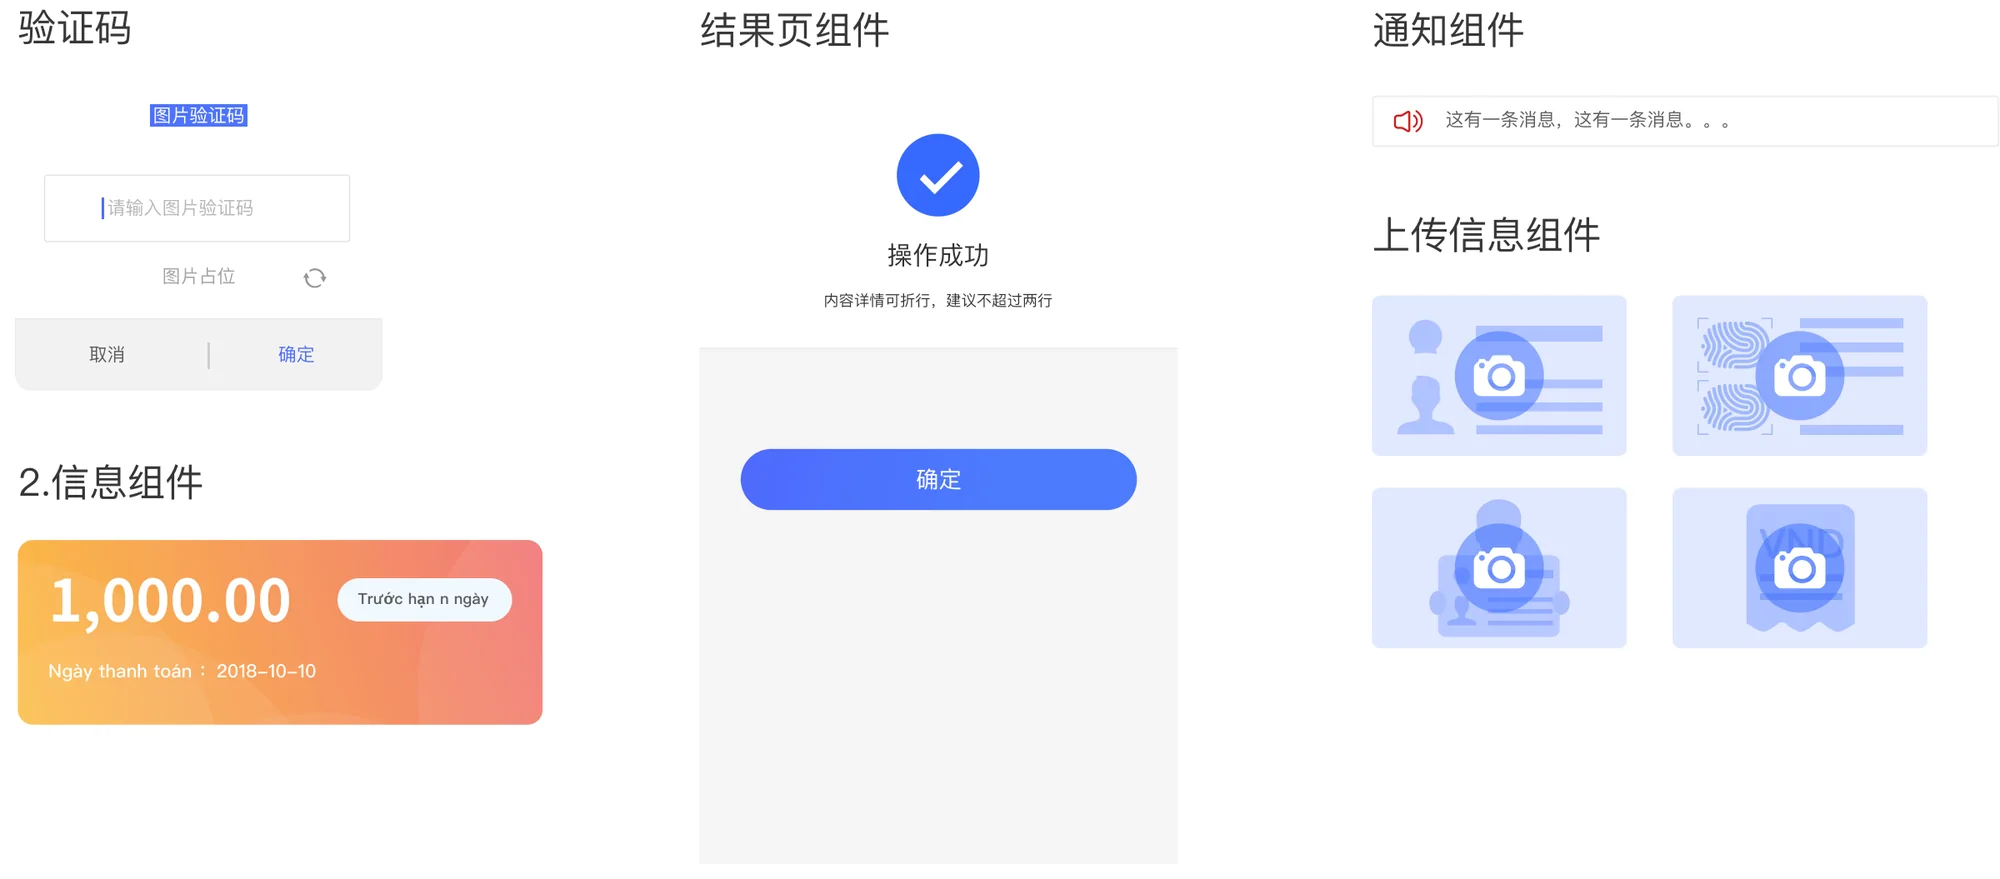 验证码
图片验证码
请输入图片验证码
图片占位
取消
确定
2.信息组件
1,000.00
Trước hạn n ngày
Ngày thanh toán： 2018-10-10
结果页组件
操作成功
内容详情可折行，建议不超过两行
确定
通知组件
这有一条消息，这有一条消息。。。
上传信息组件
VND